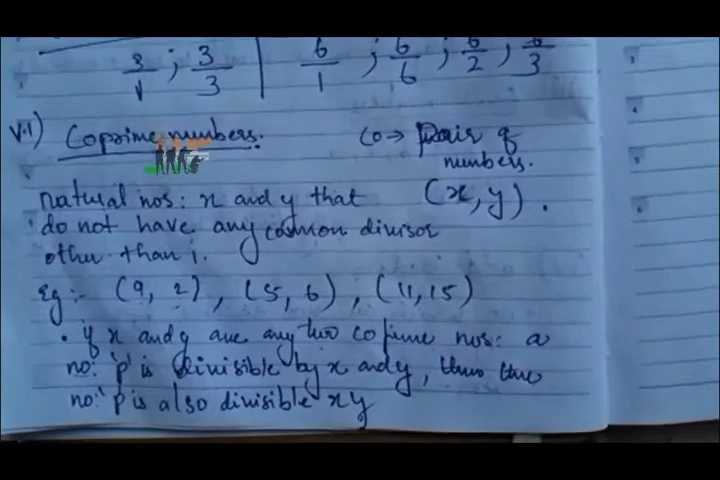 3/1 ; 3/3 | 6/1 ; 6/6 ; 6/2 ; 6/3
V.1) Coprime numbers. co → Pair of numbers.
natural nos: x and y that (x, y).
do not have any common divisor
other than 1.
Eg:- (9, 2), (5, 6), (11, 15)
• if x and y are any two coprime nos: a
no: 'p' is divisible by x and y, then the
no: 'p' is also divisible xy